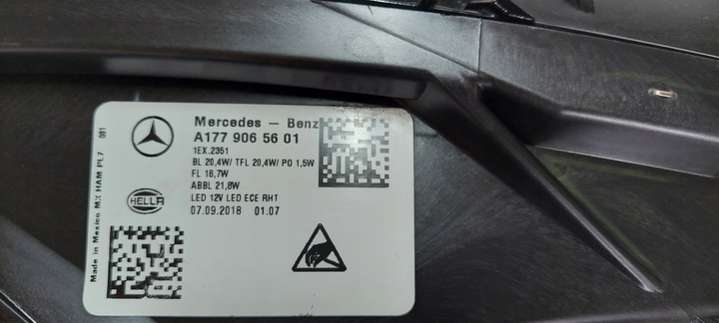 Mercedes - Benz
A177 906 56 01
1EX.2351
BL 20,4W/ TFL 20,4W/ PO 1,5W
FL 16,7W
ABBL 21,8W
LED 12V LED ECE RHT
07.09.2018 01.07
HELLA
Made in Mexico MX HAM PL7 081